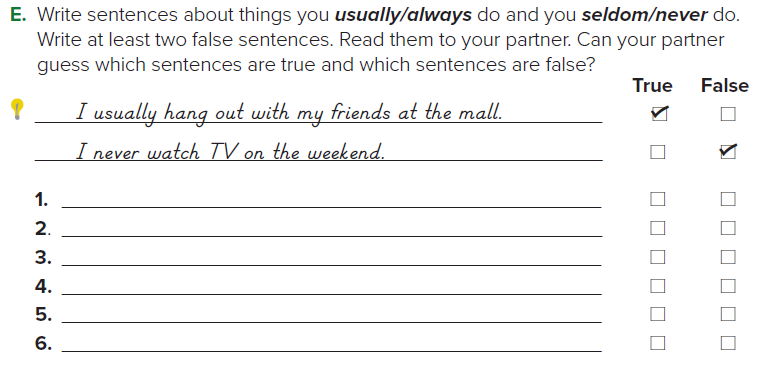 E. Write sentences about things you usually/always do and you seldom/never do.
Write at least two false sentences. Read them to your partner. Can your partner
guess which sentences are true and which sentences are false?
True False
I usually hang out with my friends at the mall.
I never watch TV on the weekend.
1.
2.
3.
4.
5.
6.